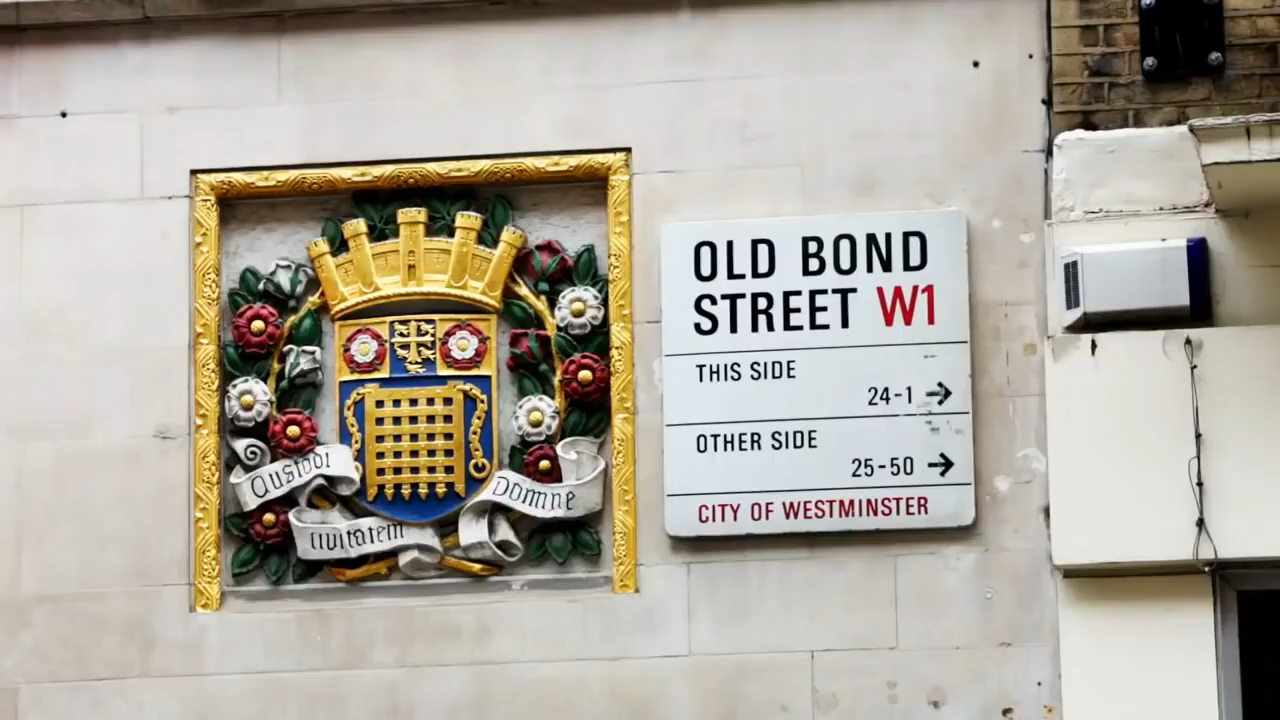 Custodi
Civitatem
Domine
OLD BOND
STREET W1
THIS SIDE
24-1 →
OTHER SIDE
25-50 →
CITY OF WESTMINSTER